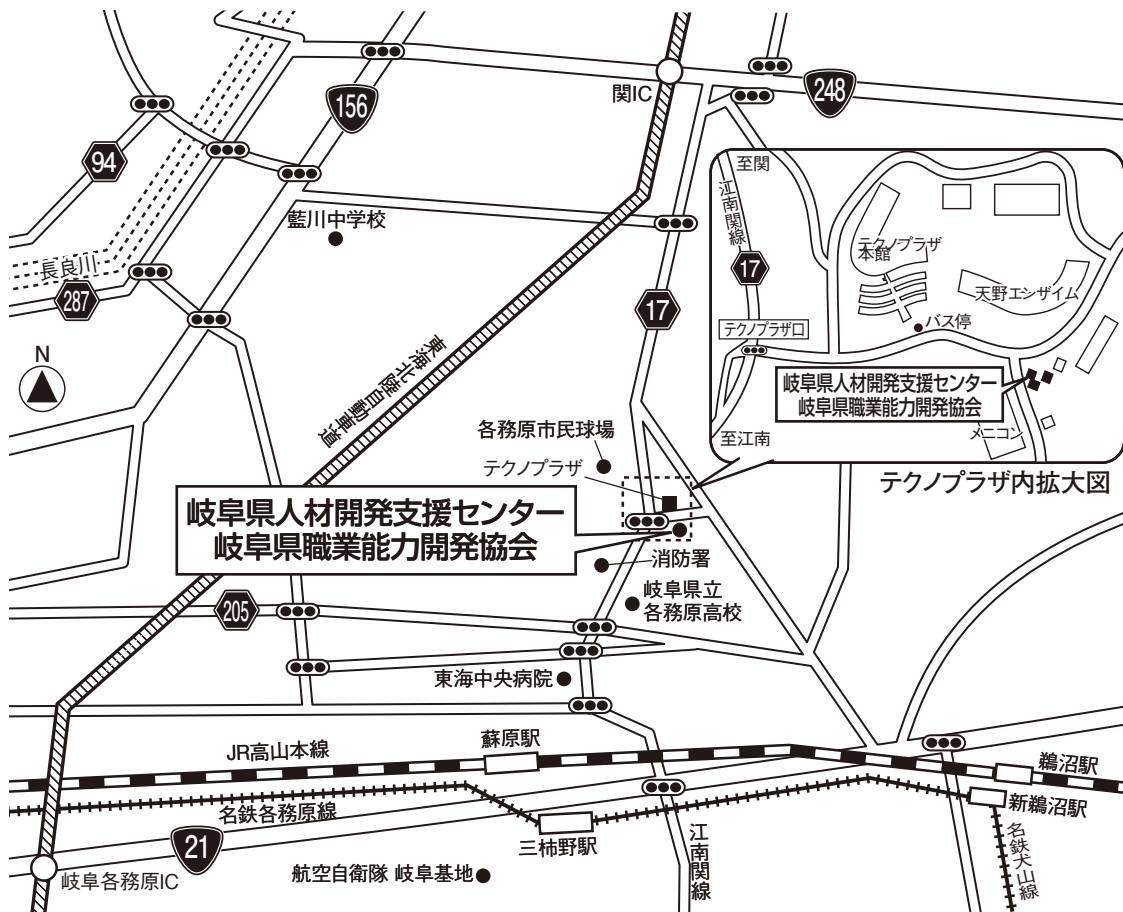 関IC
156
248
94
至関
江南関線
藍川中学校
テクノプラザ
本館
長良川
17
天野エンザイム
287
17
バス停
テクノプラザ口
N
東海北陸自動車道
岐阜県人材開発支援センター
岐阜県職業能力開発協会
至江南
メニコン
各務原市民球場
テクノプラザ
テクノプラザ内拡大図
岐阜県人材開発支援センター
岐阜県職業能力開発協会
消防署
岐阜県立
各務原高校
205
東海中央病院
JR高山本線
蘇原駅
鵜沼駅
名鉄各務原線
新鵜沼駅
21
三柿野駅
江南関線
名鉄犬山線
岐阜各務原IC
航空自衛隊 岐阜基地